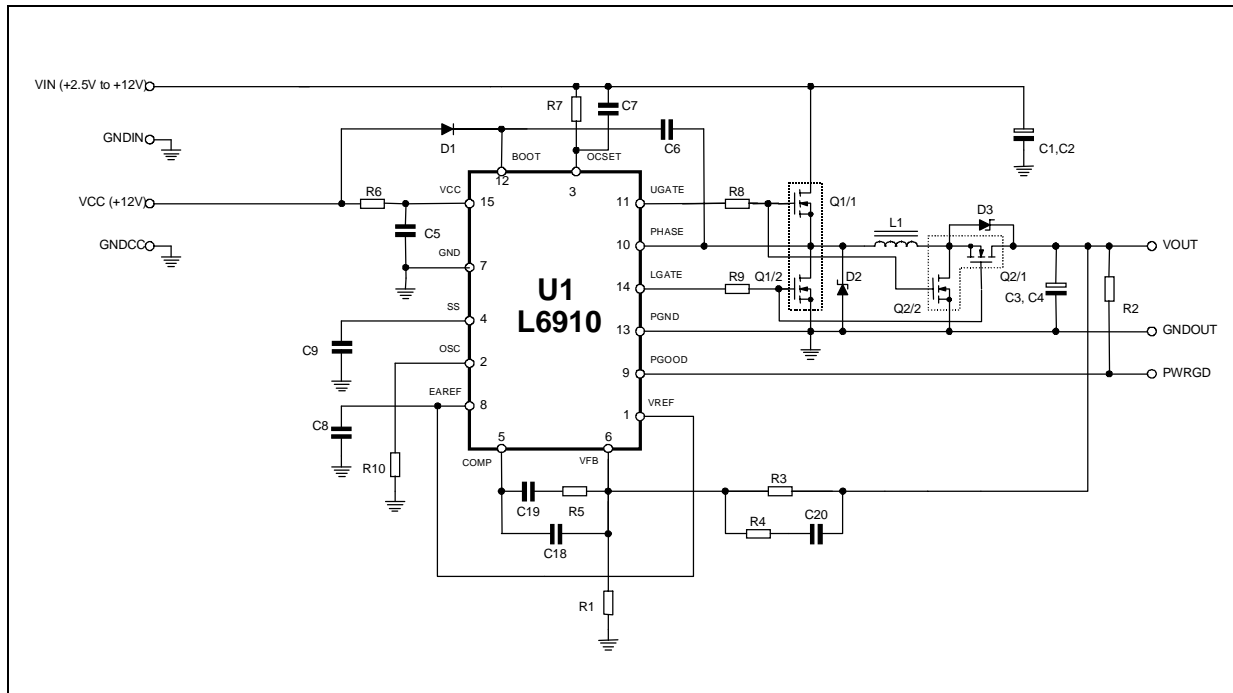 VIN (+2.5V to +12V)
GNDIN
VCC (+12V)
GNDCC
R7
C7
D1
C6
C1,C2
BOOT
OCSET
12
3
R6
VCC
15
C5
GND
7
SS
4
C9
OSC
2
EAREF
8
C8
R10
U1
L6910
UGATE
11
R8
Q1/1
PHASE
10
L1
D3
VOUT
LGATE
14
R9
Q1/2
D2
Q2/1
Q2/2
C3, C4
R2
PGND
13
GNDOUT
PGOOD
9
PWRGD
VREF
1
5
6
COMP
VFB
C19
R5
C18
R3
R4
C20
R1